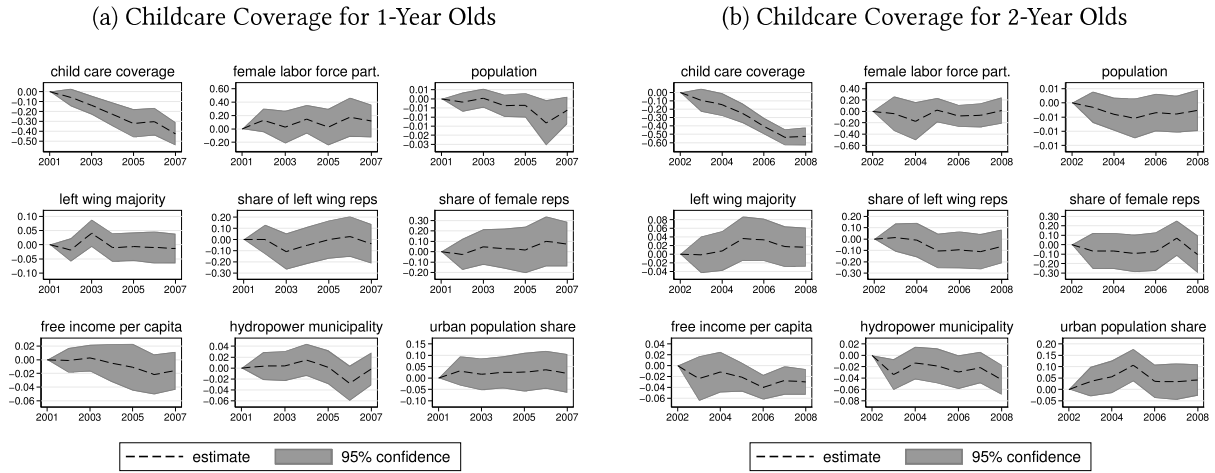 (a) Childcare Coverage for 1-Year Olds
child care coverage
0.00
−0.10
−0.20
−0.30
−0.40
−0.50
2001 2003 2005 2007
female labor force part.
0.60
0.40
0.20
0.00
−0.20
2001 2003 2005 2007
population
0.01
0.00
−0.01
−0.01
−0.02
−0.03
2001 2003 2005 2007
left wing majority
0.10
0.05
0.00
−0.05
−0.10
2001 2003 2005 2007
share of left wing reps
0.20
0.10
0.00
−0.10
−0.20
−0.30
2001 2003 2005 2007
share of female reps
0.30
0.20
0.10
0.00
−0.10
−0.20
2001 2003 2005 2007
free income per capita
0.02
0.00
−0.02
−0.04
−0.06
2001 2003 2005 2007
hydropower municipality
0.04
0.02
0.00
−0.02
−0.04
−0.06
2001 2003 2005 2007
urban population share
0.15
0.10
0.05
0.00
−0.05
−0.10
2001 2003 2005 2007
estimate
95% confidence
(b) Childcare Coverage for 2-Year Olds
child care coverage
0.00
−0.10
−0.20
−0.30
−0.40
−0.50
−0.60
2002 2004 2006 2008
female labor force part.
0.40
0.20
0.00
−0.20
−0.40
−0.60
2002 2004 2006 2008
population
0.01
0.00
−0.01
−0.01
2002 2004 2006 2008
left wing majority
0.08
0.06
0.04
0.02
0.00
−0.02
−0.04
2002 2004 2006 2008
share of left wing reps
0.20
0.10
0.00
−0.10
−0.20
−0.30
2002 2004 2006 2008
share of female reps
0.30
0.20
0.10
0.00
−0.10
−0.20
−0.30
2002 2004 2006 2008
free income per capita
0.04
0.02
0.00
−0.02
−0.04
−0.06
2002 2004 2006 2008
hydropower municipality
0.02
0.00
−0.02
−0.04
−0.06
−0.08
2002 2004 2006 2008
urban population share
0.20
0.15
0.10
0.05
0.00
−0.05
2002 2004 2006 2008
estimate
95% confidence